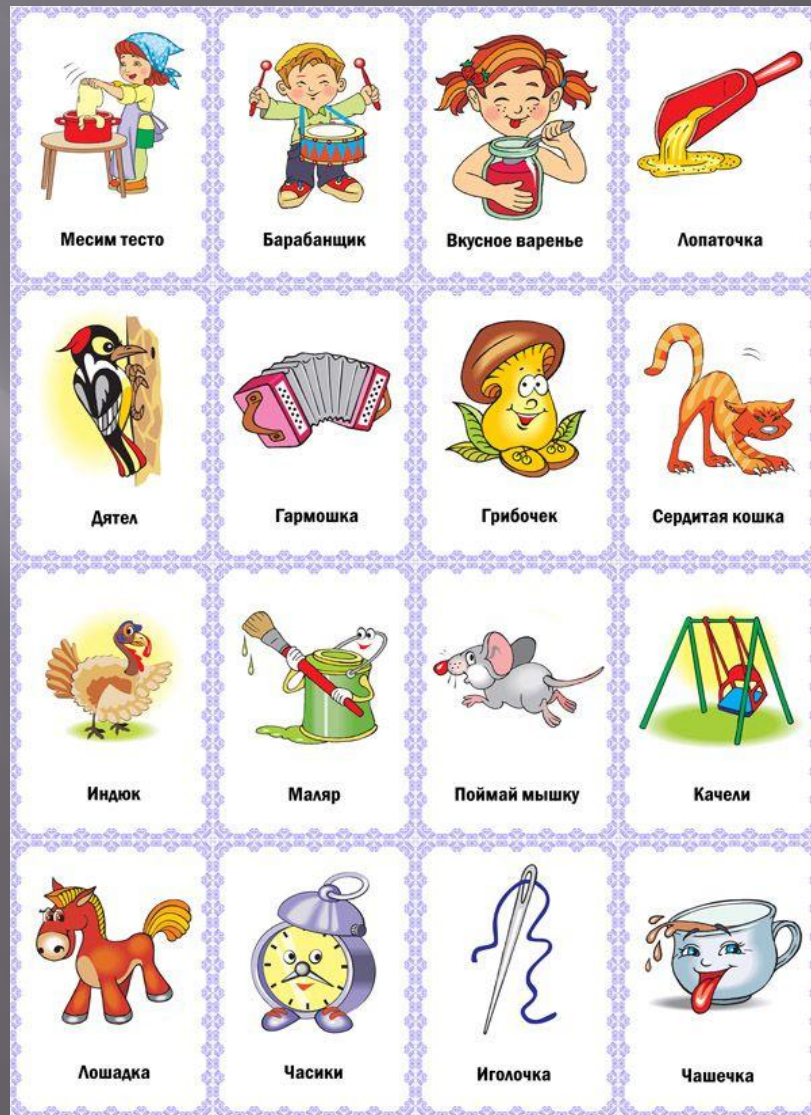 Месим тесто
Барабанщик
Вкусное варенье
Лопаточка
Дятел
Гармошка
Грибочек
Сердитая кошка
Индюк
Маляр
Поймай мышку
Качели
Лошадка
Часики
Иголочка
Чашечка